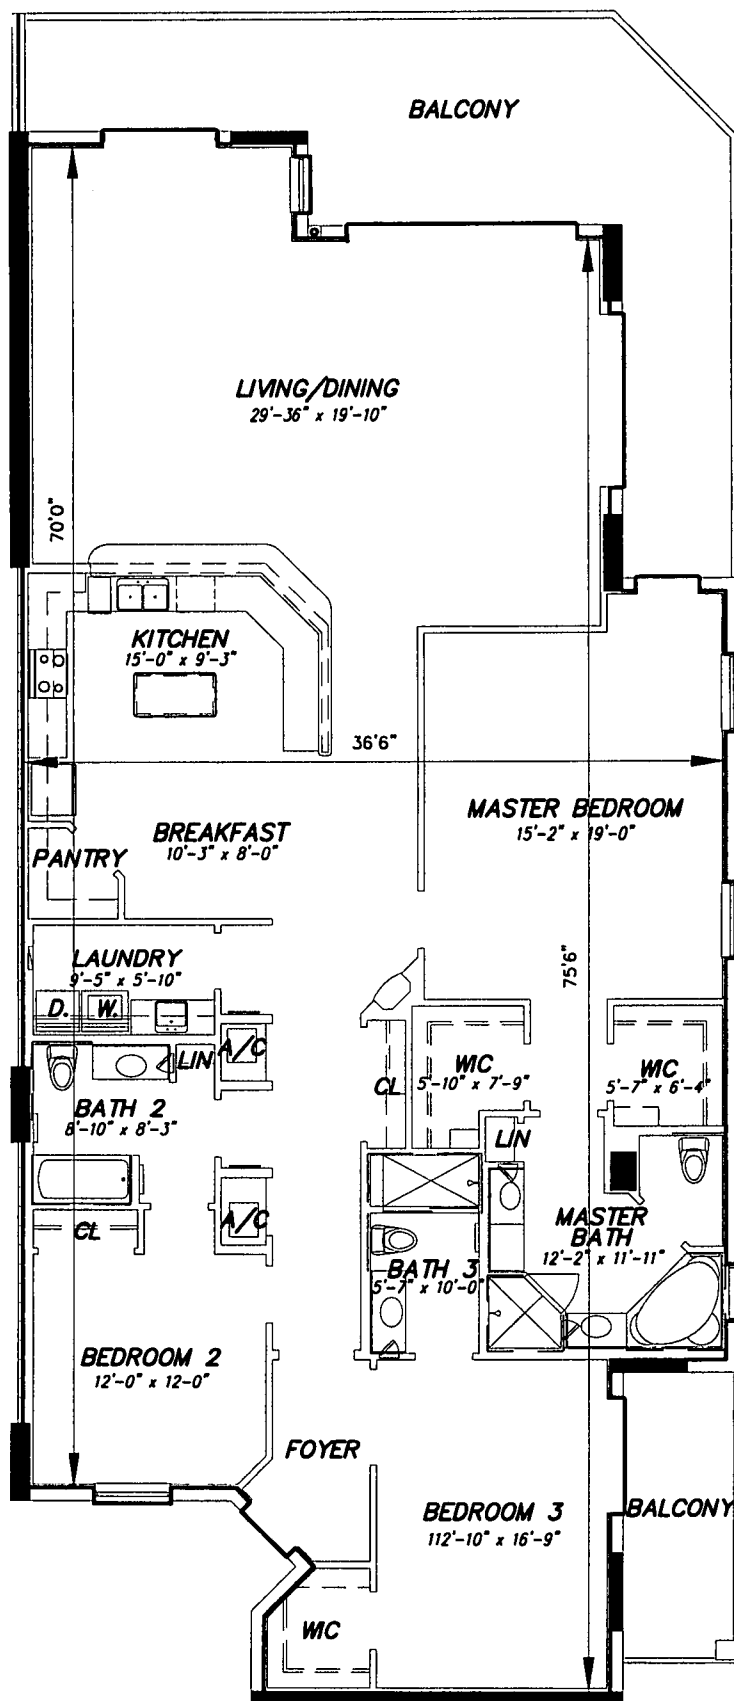 BALCONY
LIVING/DINING
29'-36" x 19'-10"
70'0"
KITCHEN
15'-0" x 9'-3"
36'6"
MASTER BEDROOM
15'-2" x 19'-0"
BREAKFAST
10'-3" x 8'-0"
PANTRY
LAUNDRY
9'-5" x 5'-10"
75'6"
D.
W.
A/C
LIN
CL
WIC
5'-10" x 7'-9"
WIC
5'-7" x 6'-4"
BATH 2
8'-10" x 8'-3"
LIN
A/C
CL
MASTER
BATH
12'-2" x 11'-11"
BATH 3
5'-7" x 10'-0"
BEDROOM 2
12'-0" x 12'-0"
FOYER
BEDROOM 3
112'-10" x 16'-9"
BALCONY
WIC